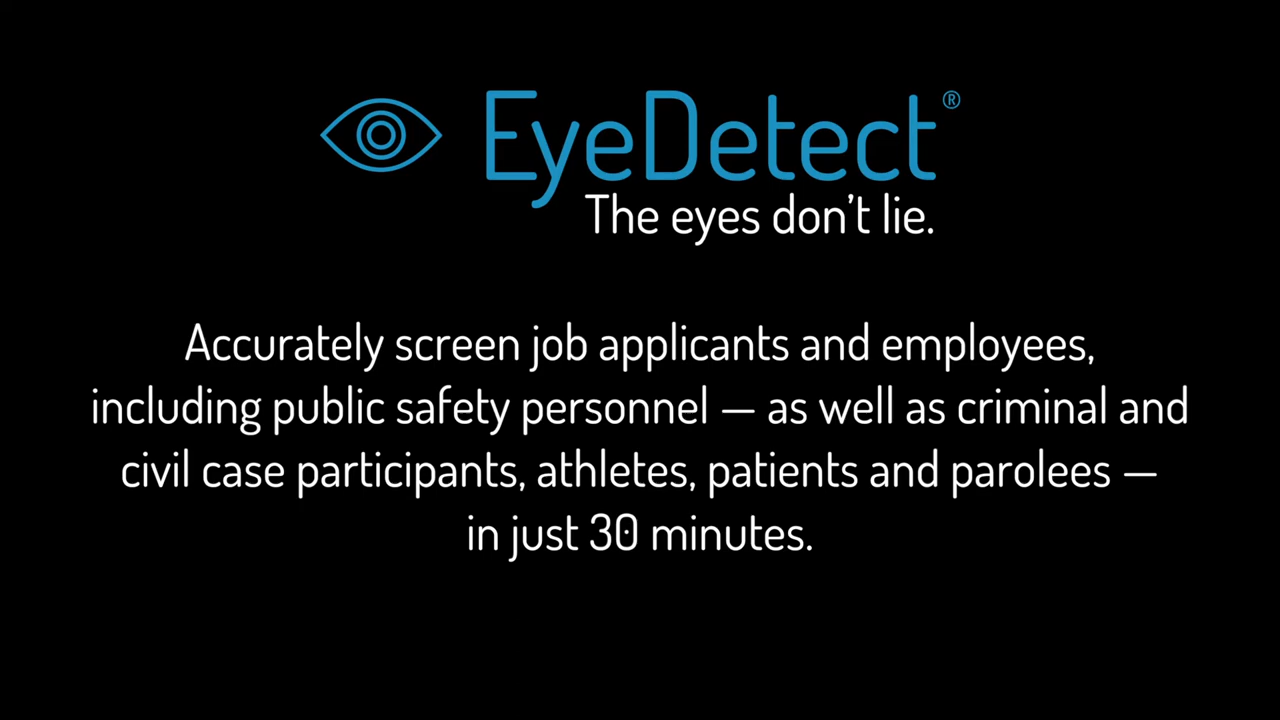 EyeDetect®
The eyes don’t lie.
Accurately screen job applicants and employees,
including public safety personnel — as well as criminal and
civil case participants, athletes, patients and parolees —
in just 30 minutes.